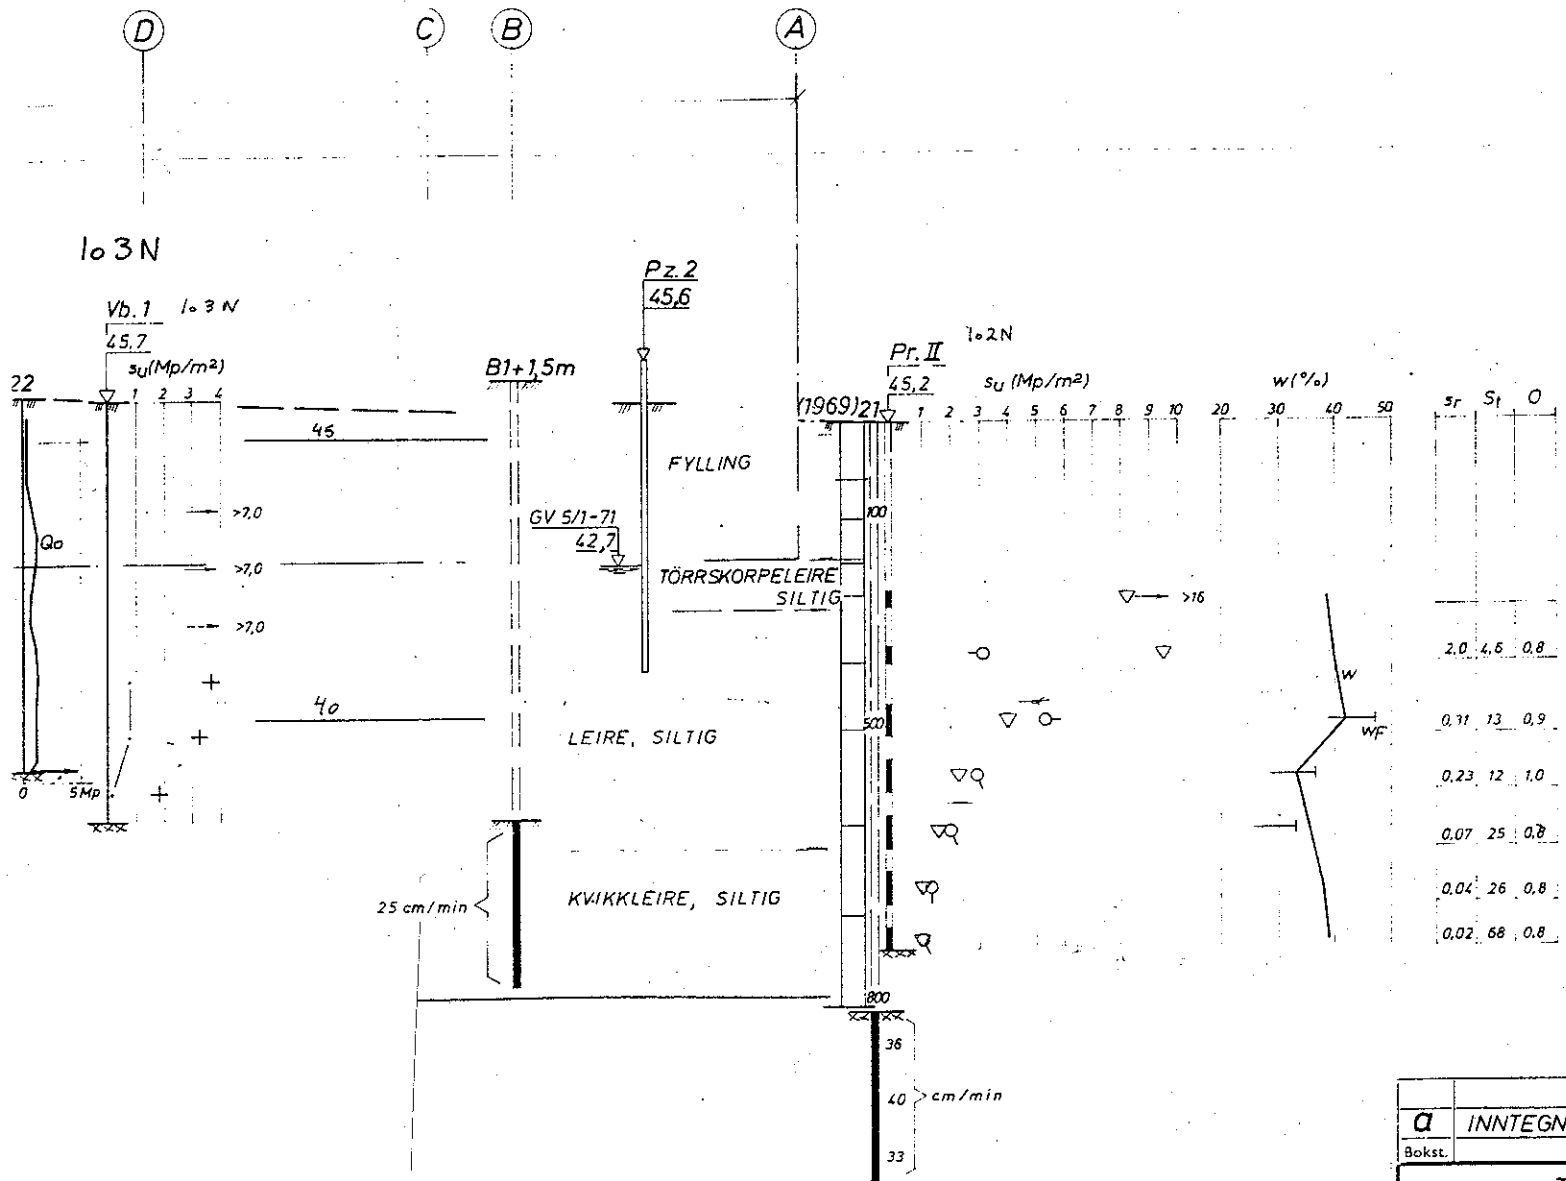 D C B A
1o 3N
Vb.1 1o 3N
45,7
su(Mp/m²)
1 2 3 4
22
Qo
0 5Mp
>7,0
>7,0
>7,0
45
40
B1+1,5m
25 cm/min
Pz.2
45,6
GV 5/1-71
42,7
FYLLING
TÖRRSKORPELEIRE
SILTIG
LEIRE, SILTIG
KVIKKLEIRE, SILTIG
(1969) 21
100
500
800
36
40 cm/min
33
Pr. II 1o 2N
45,2
su (Mp/m²)
1 2 3 4 5 6 7 8 9 10
>16
w(%)
20 30 40 50
w
wF
sr St O
2,0 4,6 0,8
0,31 13 0,9
0,23 12 1,0
0,07 25 0,8
0,04 26 0,8
0,02 68 0,8
a INNTEGN
Bokst.